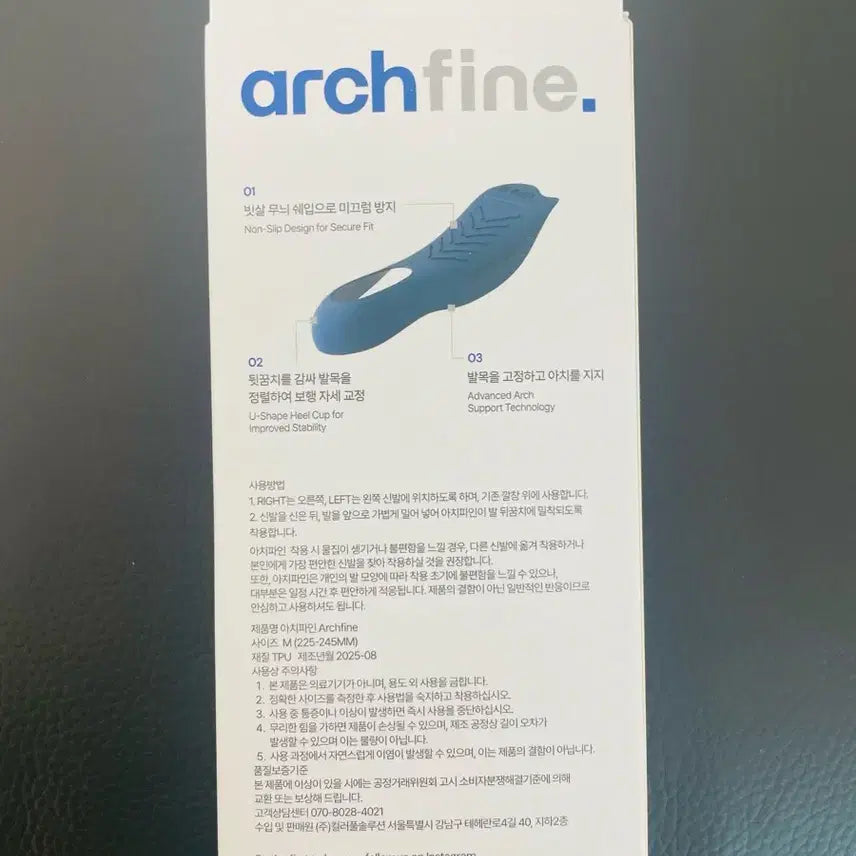 archfine.
01
빗살 무늬 쉐입으로 미끄럼 방지
Non-Slip Design for Secure Fit
02
뒷꿈치를 감싸 발목을
정렬하여 보행 자세 교정
U-Shape Heel Cup for
Improved Stability
03
발목을 고정하고 아치를 지지
Advanced Arch
Support Technology
사용방법
1. RIGHT는 오른쪽, LEFT는 왼쪽 신발에 위치하도록 하며, 기존 깔창 위에 사용합니다.
2. 신발을 신은 뒤, 발을 앞으로 가볍게 밀어 넣어 아치파인이 발 뒤꿈치에 밀착되도록
착용합니다.
아치파인 착용 시 물집이 생기거나 불편함을 느낄 경우, 다른 신발에 옮겨 착용하거나
본인에게 가장 편안한 신발을 찾아 착용하실 것을 권장합니다.
또한, 아치파인은 개인의 발 모양에 따라 착용 초기에 불편함을 느낄 수 있으나,
대부분은 일정 시간 후 편안하게 적응됩니다. 제품의 결함이 아닌 일반적인 반응이므로
안심하고 사용하셔도 됩니다.
제품명 아치파인 Archfine
사이즈 M (225-245MM)
재질 TPU 제조년월 2025-08
사용상 주의사항
1. 본 제품은 의료기기가 아니며, 용도 외 사용을 금합니다.
2. 정확한 사이즈를 측정한 후 사용법을 숙지하고 착용하십시오.
3. 사용 중 통증이나 이상이 발생하면 즉시 사용을 중단하십시오.
4. 무리한 힘을 가하면 제품이 손상될 수 있으며, 제조 공정상 길이 오차가
발생할 수 있으며 이는 불량이 아닙니다.
5. 사용 과정에서 자연스럽게 이염이 발생할 수 있으며, 이는 제품의 결함이 아닙니다.
품질보증기준
본 제품에 이상이 있을 시에는 공정거래위원회 고시 소비자분쟁해결기준에 의해
교환 또는 보상해 드립니다.
고객상담센터 070-8028-4021
수입 및 판매원 (주)컬러풀솔루션 서울특별시 강남구 테헤란로4길 40, 지하2층